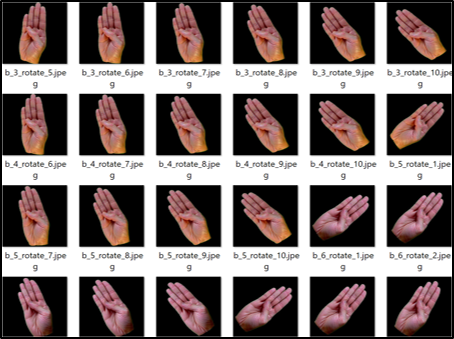 b_3_rotate_5.jpe b_3_rotate_6.jpe b_3_rotate_7.jpe b_3_rotate_8.jpe b_3_rotate_9.jpe b_3_rotate_10.jpe
g g g g g g
b_4_rotate_6.jpe b_4_rotate_7.jpe b_4_rotate_8.jpe b_4_rotate_9.jpe b_4_rotate_10.jpe b_5_rotate_1.jpe
g g g g g g
b_5_rotate_7.jpe b_5_rotate_8.jpe b_5_rotate_9.jpe b_5_rotate_10.jpe b_6_rotate_1.jpe b_6_rotate_2.jpe
g g g g g g